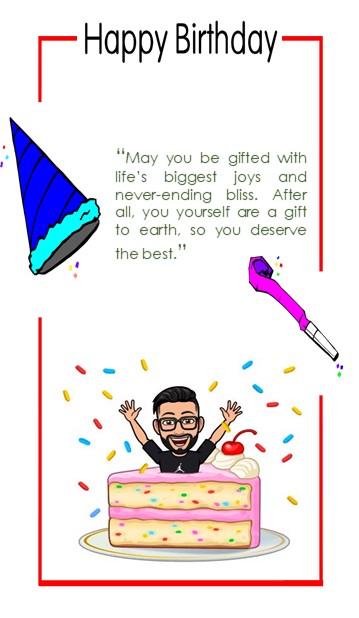 Happy Birthday
“May you be gifted with
life’s biggest joys and
never-ending bliss. After
all, you yourself are a gift
to earth, so you deserve
the best.”